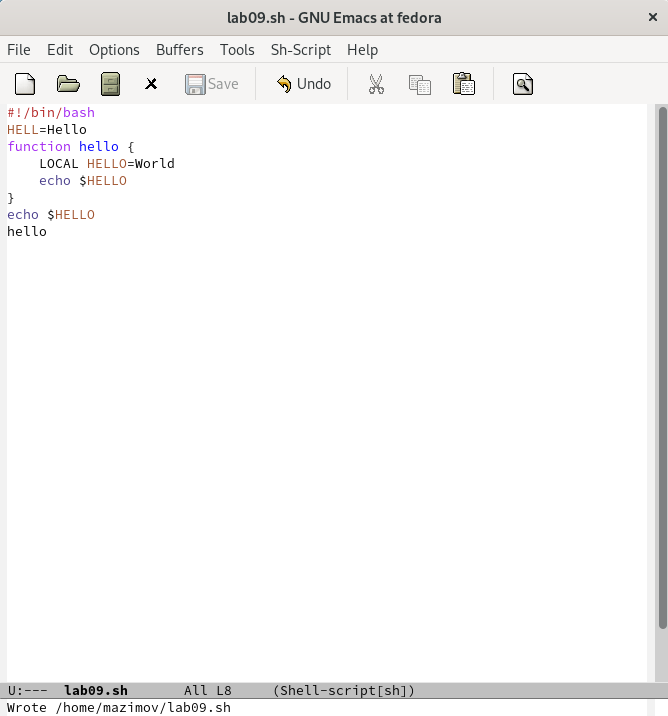 lab09.sh - GNU Emacs at fedora
File Edit Options Buffers Tools Sh-Script Help
Save Undo
#!/bin/bash
HELL=Hello
function hello {
    LOCAL HELLO=World
    echo $HELLO
}
echo $HELLO
hello
U:--- lab09.sh All L8 (Shell-script[sh])
Wrote /home/mazimov/lab09.sh